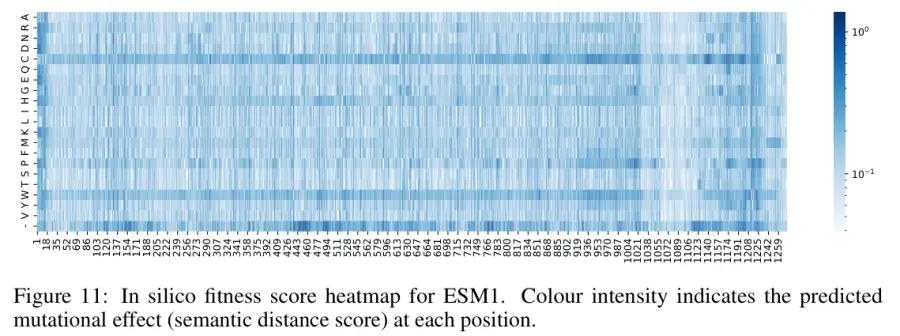 - V Y W T S P F M K L I H G E Q C D N R A
1 18 35 52 69 86 103 120 137 154 171 188 205 222 239 256 273 290 307 324 341 358 375 392 409 426 443 460 477 494 511 528 545 562 579 596 613 630 647 664 681 698 715 732 749 766 783 800 817 834 851 868 885 902 919 936 953 970 987 1004 1021 1038 1055 1072 1089 1106 1123 1140 1157 1174 1191 1208 1225 1242 1259
10⁰
10⁻¹
Figure 11: In silico fitness score heatmap for ESM1. Colour intensity indicates the predicted
mutational effect (semantic distance score) at each position.